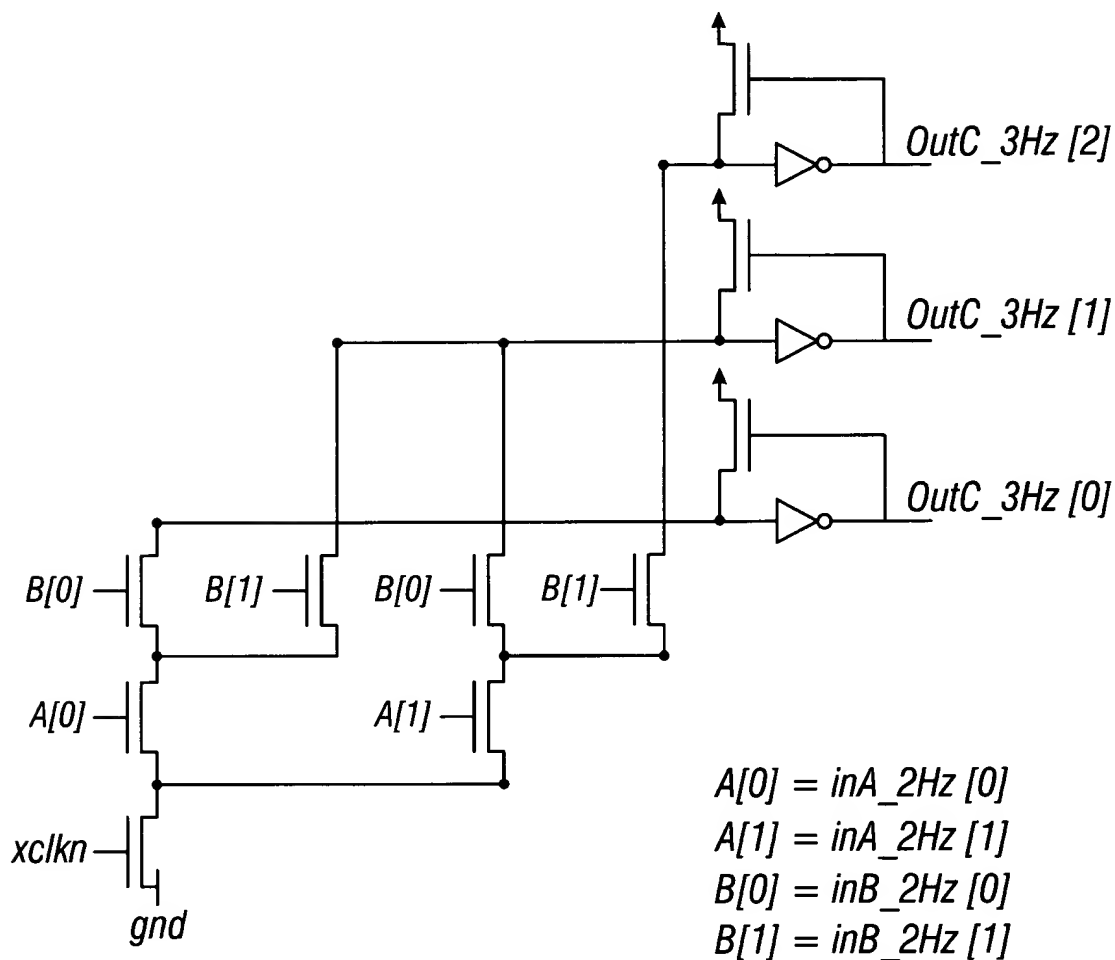 OutC_3Hz [2]
OutC_3Hz [1]
OutC_3Hz [0]
B[0] B[1] B[0] B[1]
A[0] A[1]
xclkn
gnd
A[0] = inA_2Hz [0]
A[1] = inA_2Hz [1]
B[0] = inB_2Hz [0]
B[1] = inB_2Hz [1]